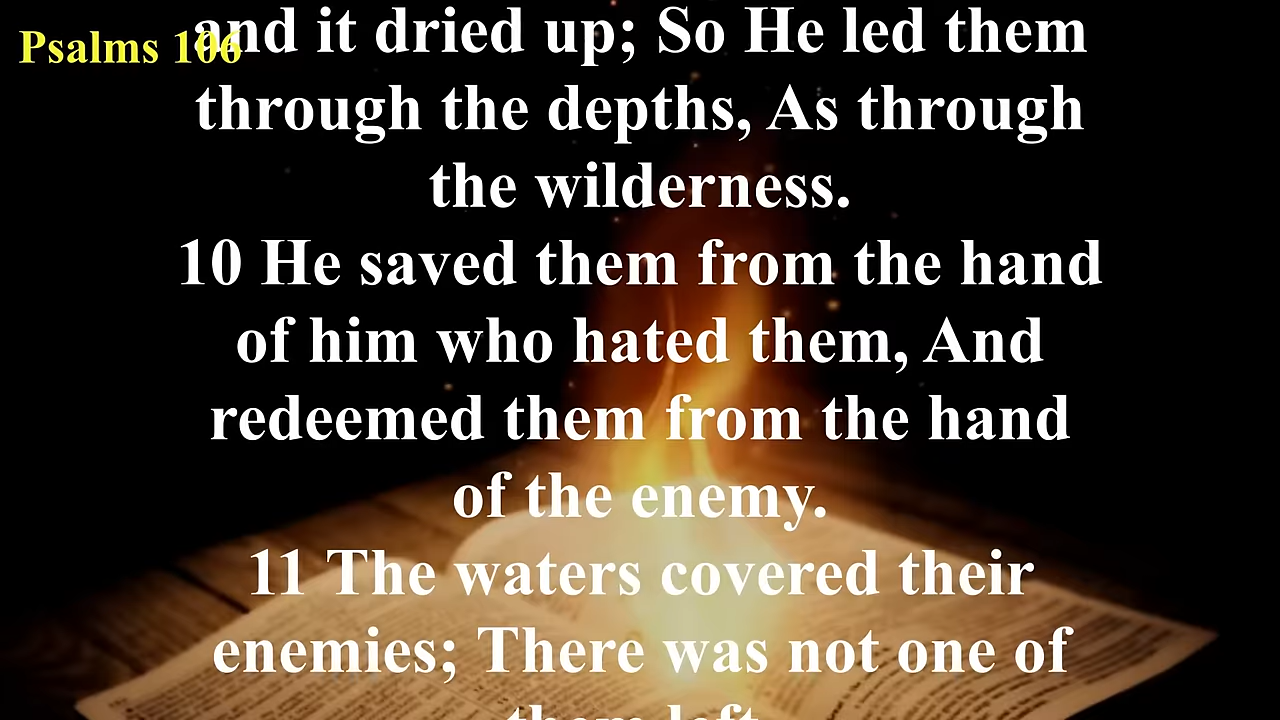 Psalms 106
and it dried up; So He led them
through the depths, As through
the wilderness.
10 He saved them from the hand
of him who hated them, And
redeemed them from the hand
of the enemy.
11 The waters covered their
enemies; There was not one of
them left.